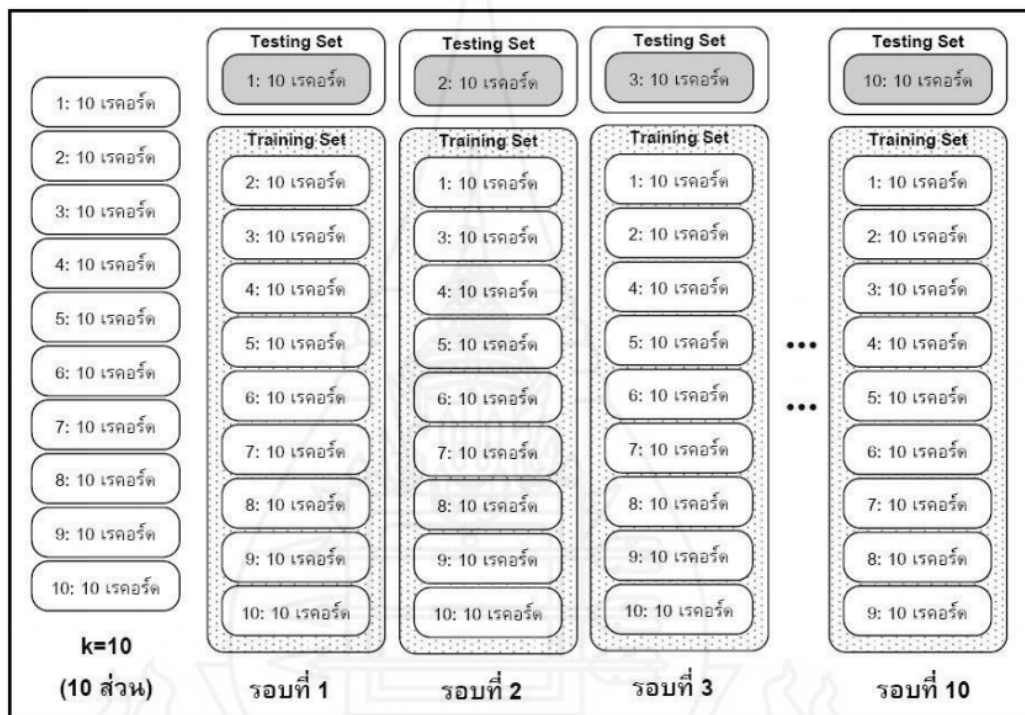 1: 10 เรคอร์ด
2: 10 เรคอร์ด
3: 10 เรคอร์ด
4: 10 เรคอร์ด
5: 10 เรคอร์ด
6: 10 เรคอร์ด
7: 10 เรคอร์ด
8: 10 เรคอร์ด
9: 10 เรคอร์ด
10: 10 เรคอร์ด
k=10
(10 ส่วน)
Testing Set
1: 10 เรคอร์ด
Training Set
2: 10 เรคอร์ด
3: 10 เรคอร์ด
4: 10 เรคอร์ด
5: 10 เรคอร์ด
6: 10 เรคอร์ด
7: 10 เรคอร์ด
8: 10 เรคอร์ด
9: 10 เรคอร์ด
10: 10 เรคอร์ด
รอบที่ 1
Testing Set
2: 10 เรคอร์ด
Training Set
1: 10 เรคอร์ด
3: 10 เรคอร์ด
4: 10 เรคอร์ด
5: 10 เรคอร์ด
6: 10 เรคอร์ด
7: 10 เรคอร์ด
8: 10 เรคอร์ด
9: 10 เรคอร์ด
10: 10 เรคอร์ด
รอบที่ 2
Testing Set
3: 10 เรคอร์ด
Training Set
1: 10 เรคอร์ด
2: 10 เรคอร์ด
4: 10 เรคอร์ด
5: 10 เรคอร์ด
6: 10 เรคอร์ด
7: 10 เรคอร์ด
8: 10 เรคอร์ด
9: 10 เรคอร์ด
10: 10 เรคอร์ด
รอบที่ 3
...
...
Testing Set
10: 10 เรคอร์ด
Training Set
1: 10 เรคอร์ด
2: 10 เรคอร์ด
3: 10 เรคอร์ด
4: 10 เรคอร์ด
5: 10 เรคอร์ด
6: 10 เรคอร์ด
7: 10 เรคอร์ด
8: 10 เรคอร์ด
9: 10 เรคอร์ด
รอบที่ 10